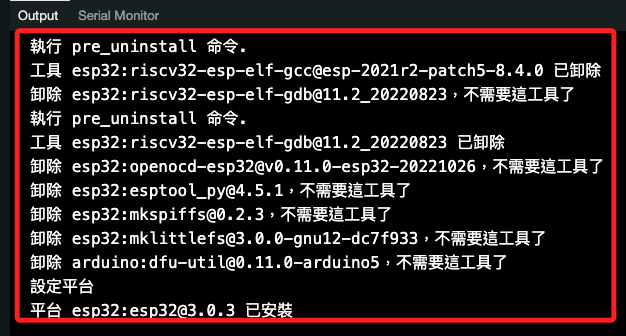 Output Serial Monitor
執行 pre_uninstall 命令.
工具 esp32:riscv32-esp-elf-gcc@esp-2021r2-patch5-8.4.0 已卸除
卸除 esp32:riscv32-esp-elf-gdb@11.2_20220823，不需要這工具了
執行 pre_uninstall 命令.
工具 esp32:riscv32-esp-elf-gdb@11.2_20220823 已卸除
卸除 esp32:openocd-esp32@v0.11.0-esp32-20221026，不需要這工具了
卸除 esp32:esptool_py@4.5.1，不需要這工具了
卸除 esp32:mkspiffs@0.2.3，不需要這工具了
卸除 esp32:mklittlefs@3.0.0-gnu12-dc7f933，不需要這工具了
卸除 arduino:dfu-util@0.11.0-arduino5，不需要這工具了
設定平台
平台 esp32:esp32@3.0.3 已安裝